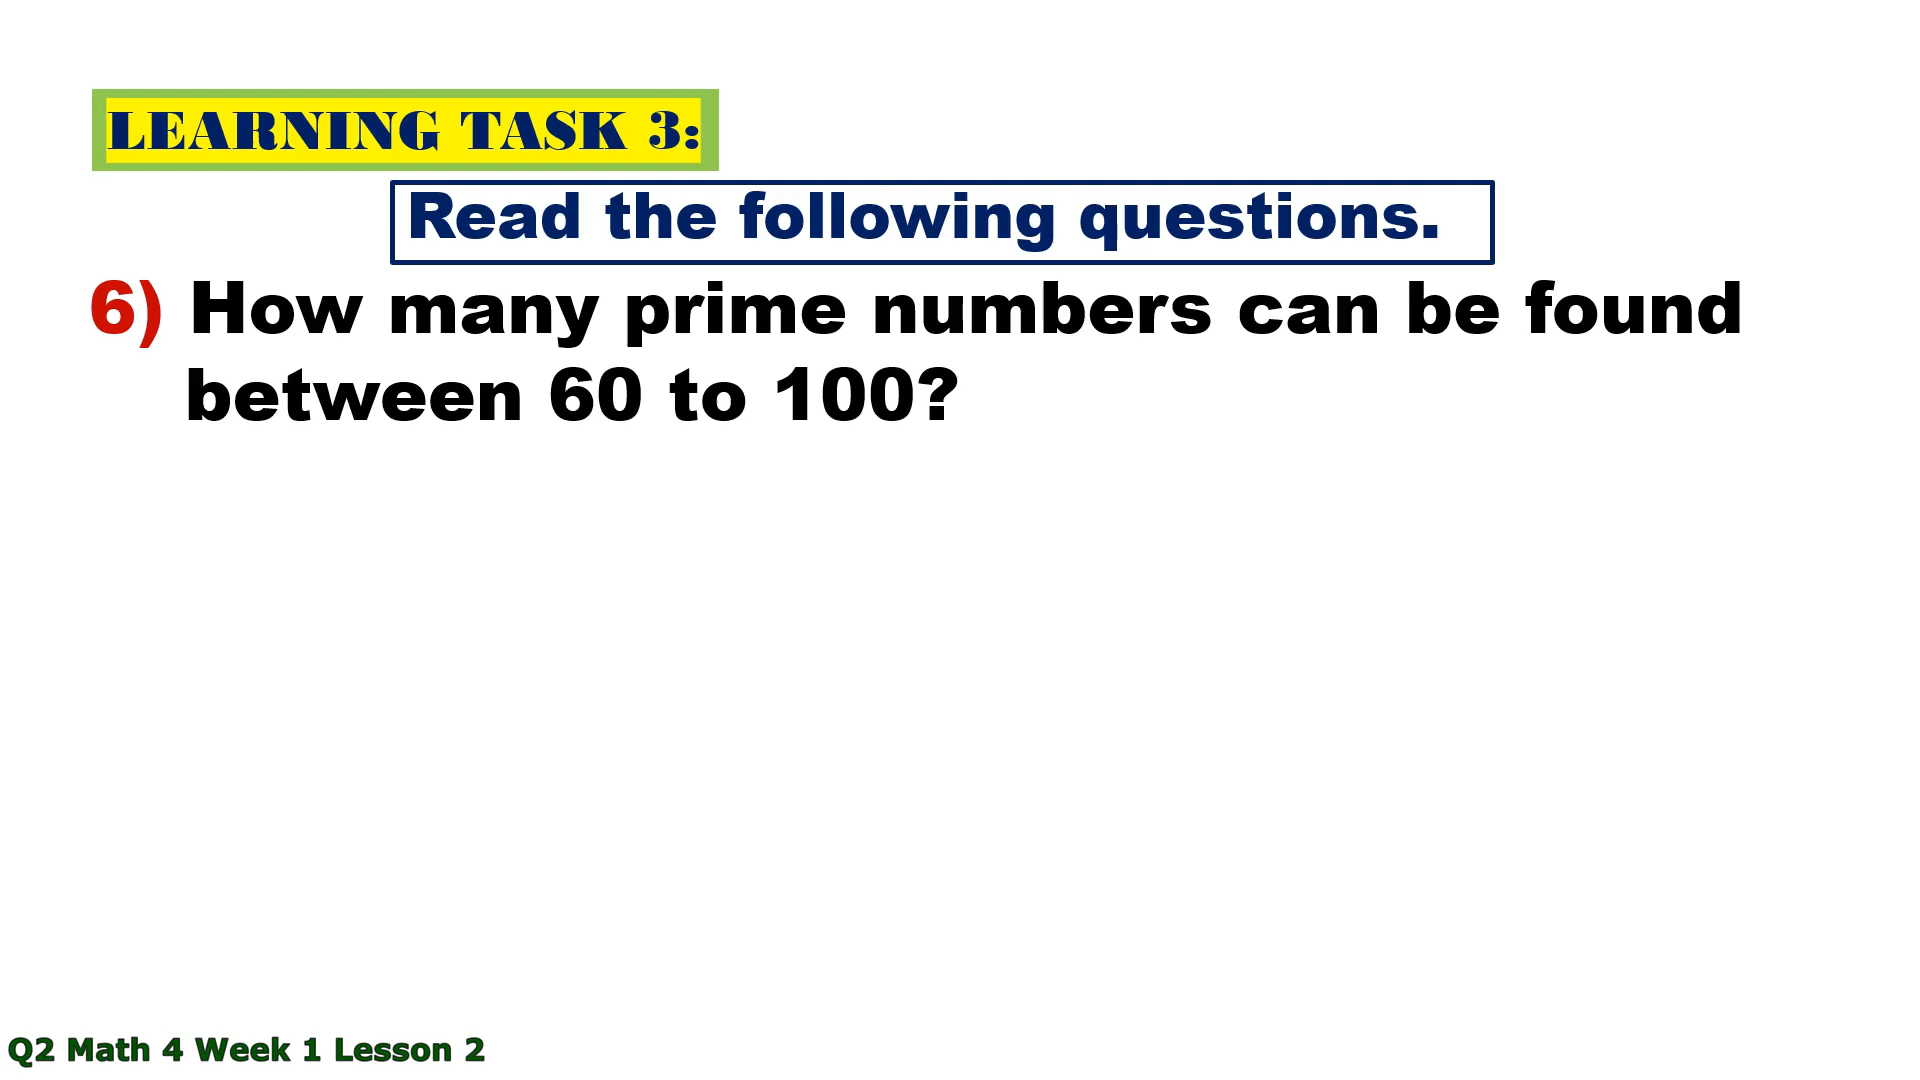 LEARNING TASK 3:
Read the following questions.
6) How many prime numbers can be found
between 60 to 100?
Q2 Math 4 Week 1 Lesson 2